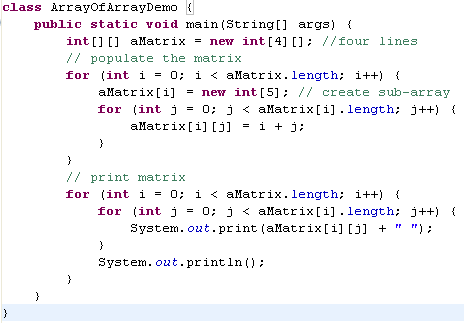 class ArrayOfArrayDemo {
    public static void main(String[] args) {
        int[][] aMatrix = new int[4][]; //four lines
        // populate the matrix
        for (int i = 0; i < aMatrix.length; i++) {
            aMatrix[i] = new int[5]; // create sub-array
            for (int j = 0; j < aMatrix[i].length; j++) {
                aMatrix[i][j] = i + j;
            }
        }
        // print matrix
        for (int i = 0; i < aMatrix.length; i++) {
            for (int j = 0; j < aMatrix[i].length; j++) {
                System.out.print(aMatrix[i][j] + " ");
            }
            System.out.println();
        }
    }
}